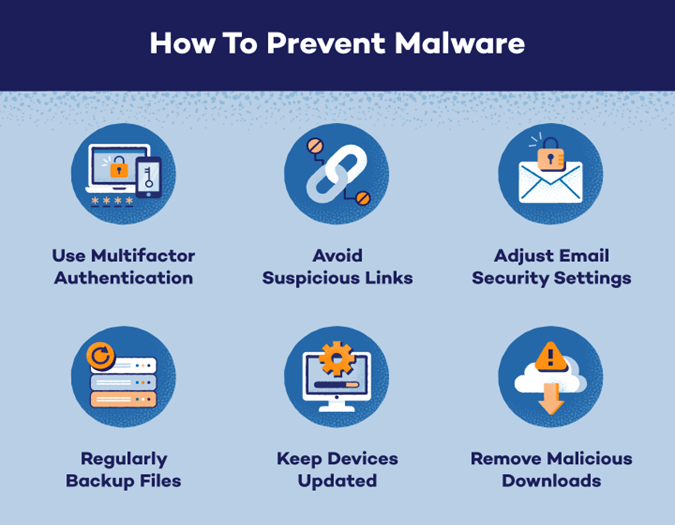 How To Prevent Malware
Use Multifactor
Authentication
Avoid
Suspicious Links
Adjust Email
Security Settings
Regularly
Backup Files
Keep Devices
Updated
Remove Malicious
Downloads